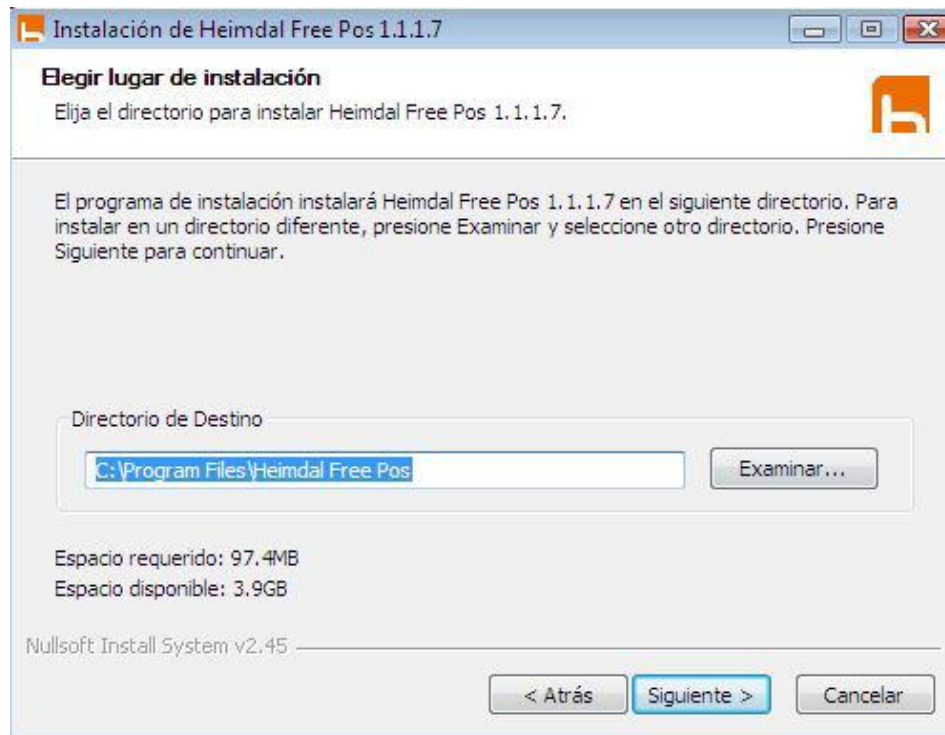 Instalación de Heimdal Free Pos 1.1.1.7
Elegir lugar de instalación
Elija el directorio para instalar Heimdal Free Pos 1.1.1.7.
El programa de instalación instalará Heimdal Free Pos 1.1.1.7 en el siguiente directorio. Para
instalar en un directorio diferente, presione Examinar y seleccione otro directorio. Presione
Siguiente para continuar.
Directorio de Destino
C:\Program Files\Heimdal Free Pos
Examinar...
Espacio requerido: 97.4MB
Espacio disponible: 3.9GB
Nullsoft Install System v2.45
< Atrás
Siguiente >
Cancelar